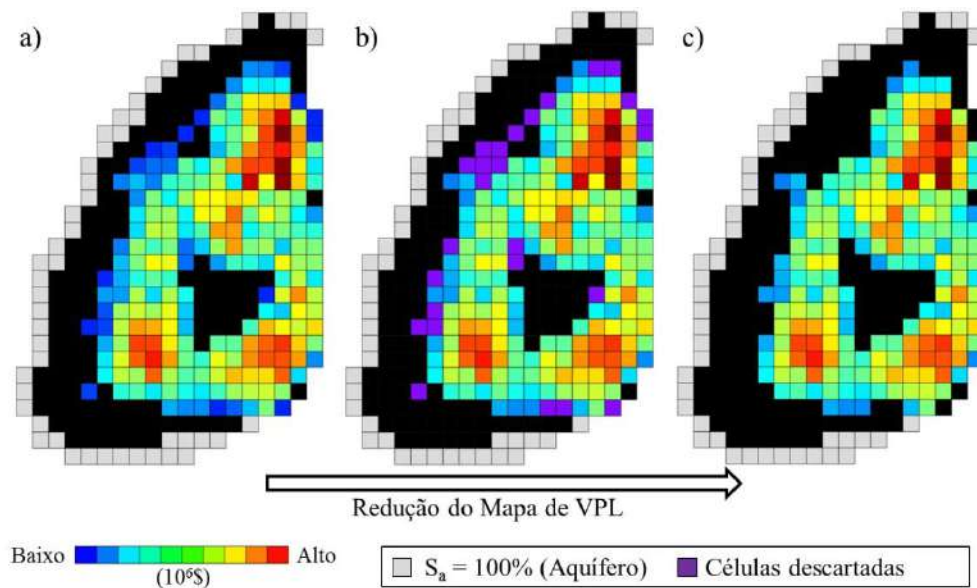 a)
b)
c)
Redução do Mapa de VPL
Baixo
Alto
(10⁶$)
Sₐ = 100% (Aquífero)
Células descartadas